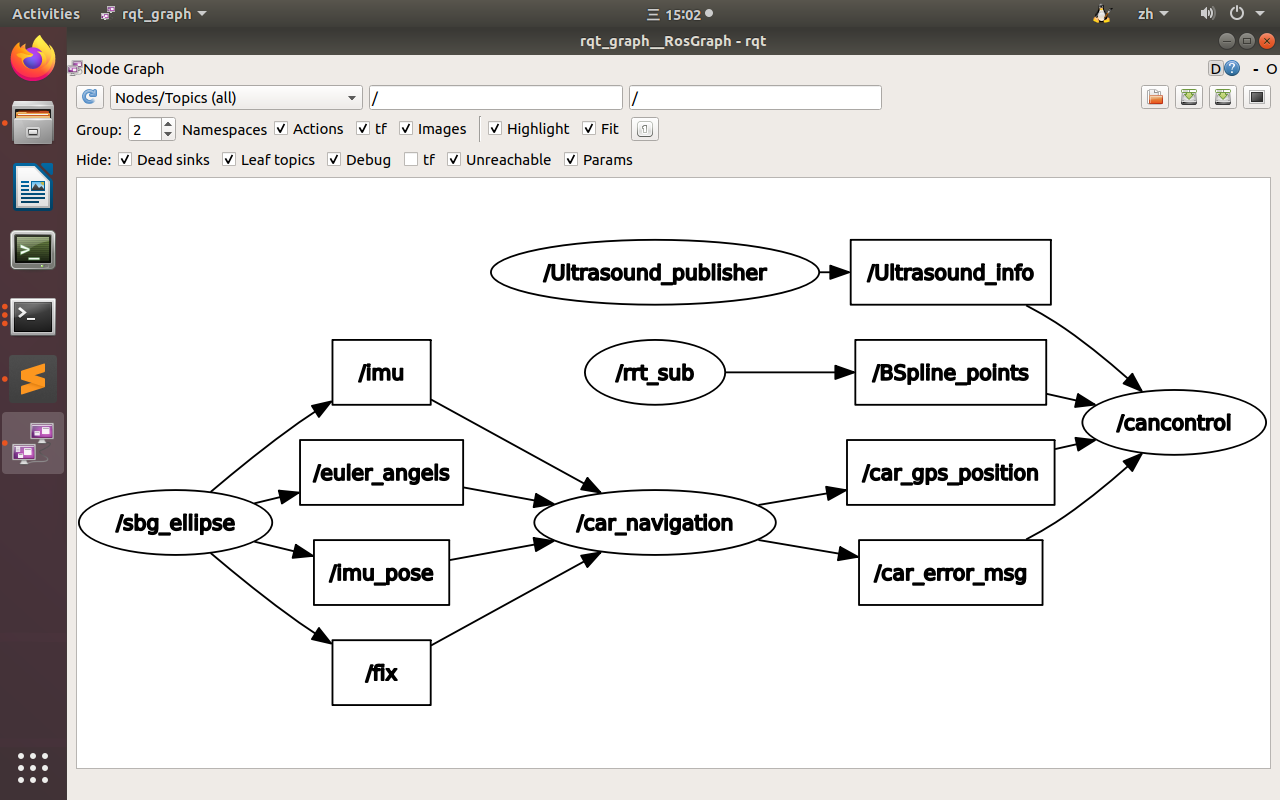 Activities rqt_graph 三 15:02 zh
rqt_graph__RosGraph - rqt
Node Graph D - O
Nodes/Topics (all) / /
Group: 2 Namespaces Actions tf Images Highlight Fit
Hide: Dead sinks Leaf topics Debug tf Unreachable Params
/Ultrasound_publisher /Ultrasound_info
/imu /rrt_sub /BSpline_points
/cancontrol
/euler_angels /car_gps_position
/sbg_ellipse /car_navigation
/imu_pose /car_error_msg
/fix